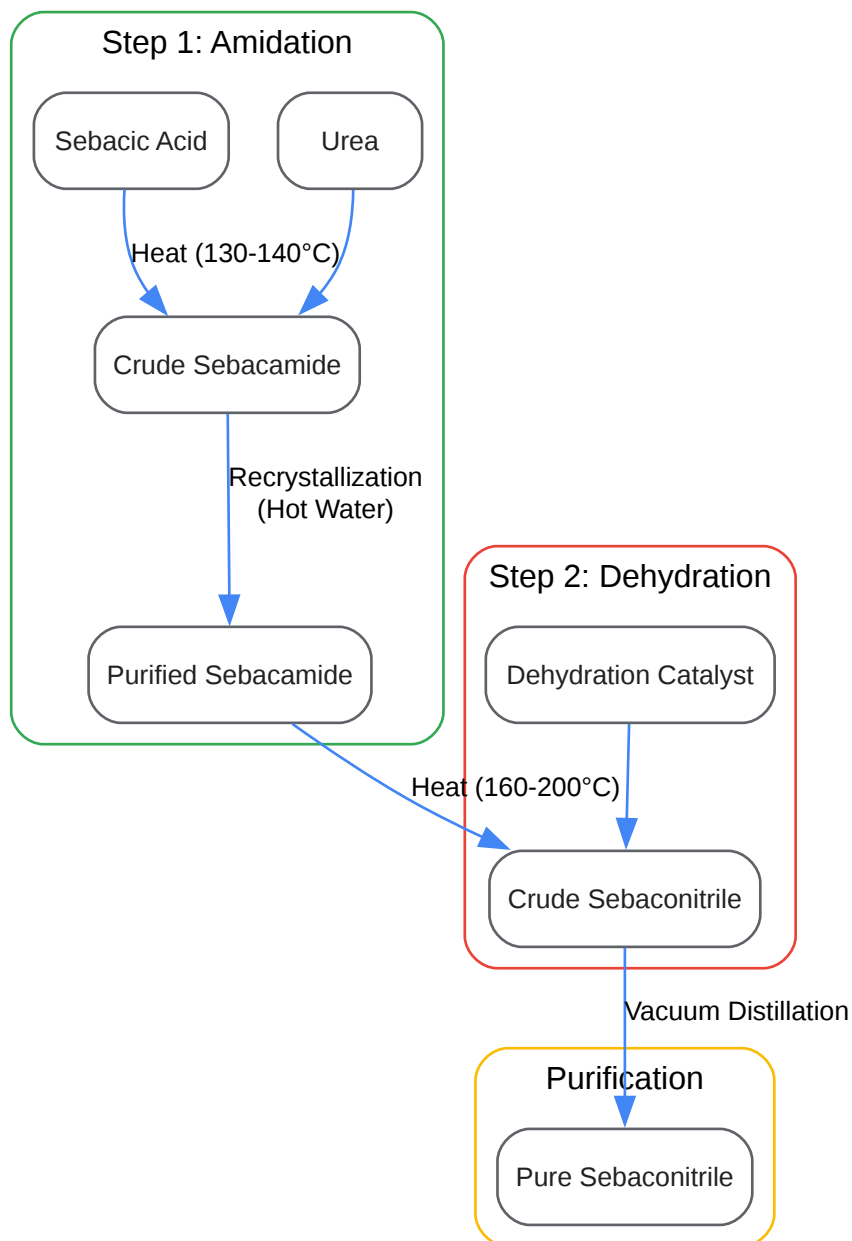 Step 1: Amidation
Sebacic Acid
Urea
Heat (130-140°C)
Crude Sebacamide
Recrystallization
(Hot Water)
Purified Sebacamide
Step 2: Dehydration
Dehydration Catalyst
Heat (160-200°C)
Crude Sebaconitrile
Vacuum Distillation
Purification
Pure Sebaconitrile